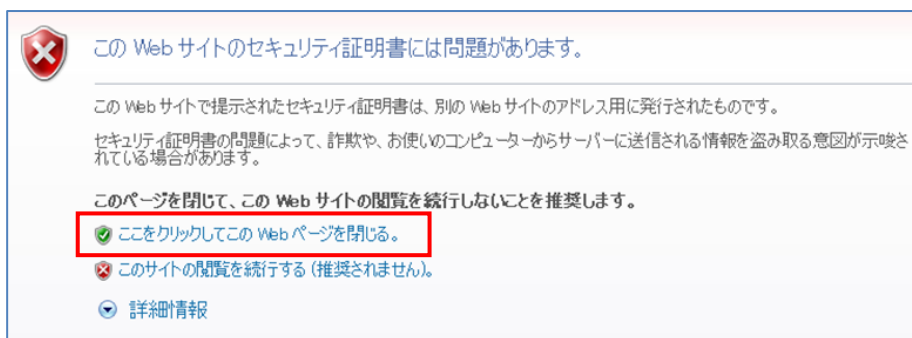 この Web サイトのセキュリティ証明書には問題があります。
この Web サイトで提示されたセキュリティ証明書は、別の Web サイトのアドレス用に発行されたものです。
セキュリティ証明書の問題によって、詐欺や、お使いのコンピューターからサーバーに送信される情報を盗み取る意図が示唆さ
れている場合があります。
このページを閉じて、この Web サイトの閲覧を続行しないことを推奨します。
ここをクリックしてこの Web ページを閉じる。
このサイトの閲覧を続行する (推奨されません)。
詳細情報